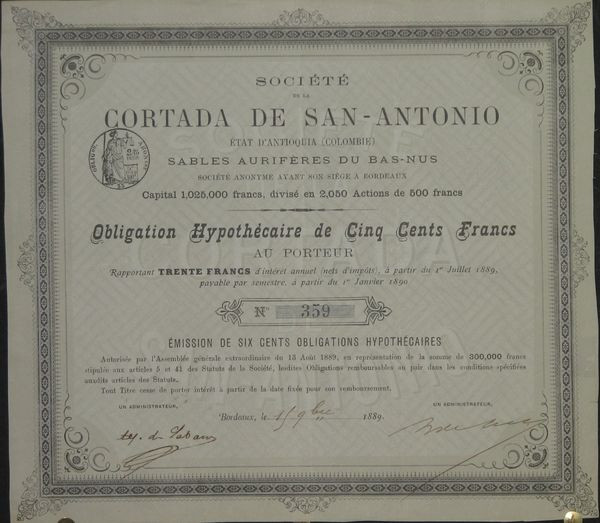 SOCIÉTÉ
DE LA
CORTADA DE SAN-ANTONIO
ÉTAT D'ANTIOQUIA (COLOMBIE)
SABLES AURIFÈRES DU BAS-NUS
SOCIÉTÉ ANONYME AYANT SON SIÈGE A BORDEAUX
Capital 1,025,000 francs, divisé en 2,050 Actions de 500 francs
Obligation Hypothécaire de Cinq Cents Francs
AU PORTEUR
Rapportant TRENTE FRANCS d'intérêt annuel (nets d'impôts), à partir du 1er Juillet 1889,
payable par semestre, à partir du 1er Janvier 1890
N° 359
ÉMISSION DE SIX CENTS OBLIGATIONS HYPOTHÉCAIRES
Autorisée par l'Assemblée générale extraordinaire du 13 Août 1889, en représentation de la somme de 300,000 francs
stipulée aux articles 5 et 41 des Statuts de la Société, lesdites Obligations remboursables au pair dans les conditions spécifiées
auxdits articles des Statuts.
Tout Titre cesse de porter intérêt à partir de la date fixée pour son remboursement.
UN ADMINISTRATEUR, UN ADMINISTRATEUR,
Bordeaux, le 15 9bre 1889.